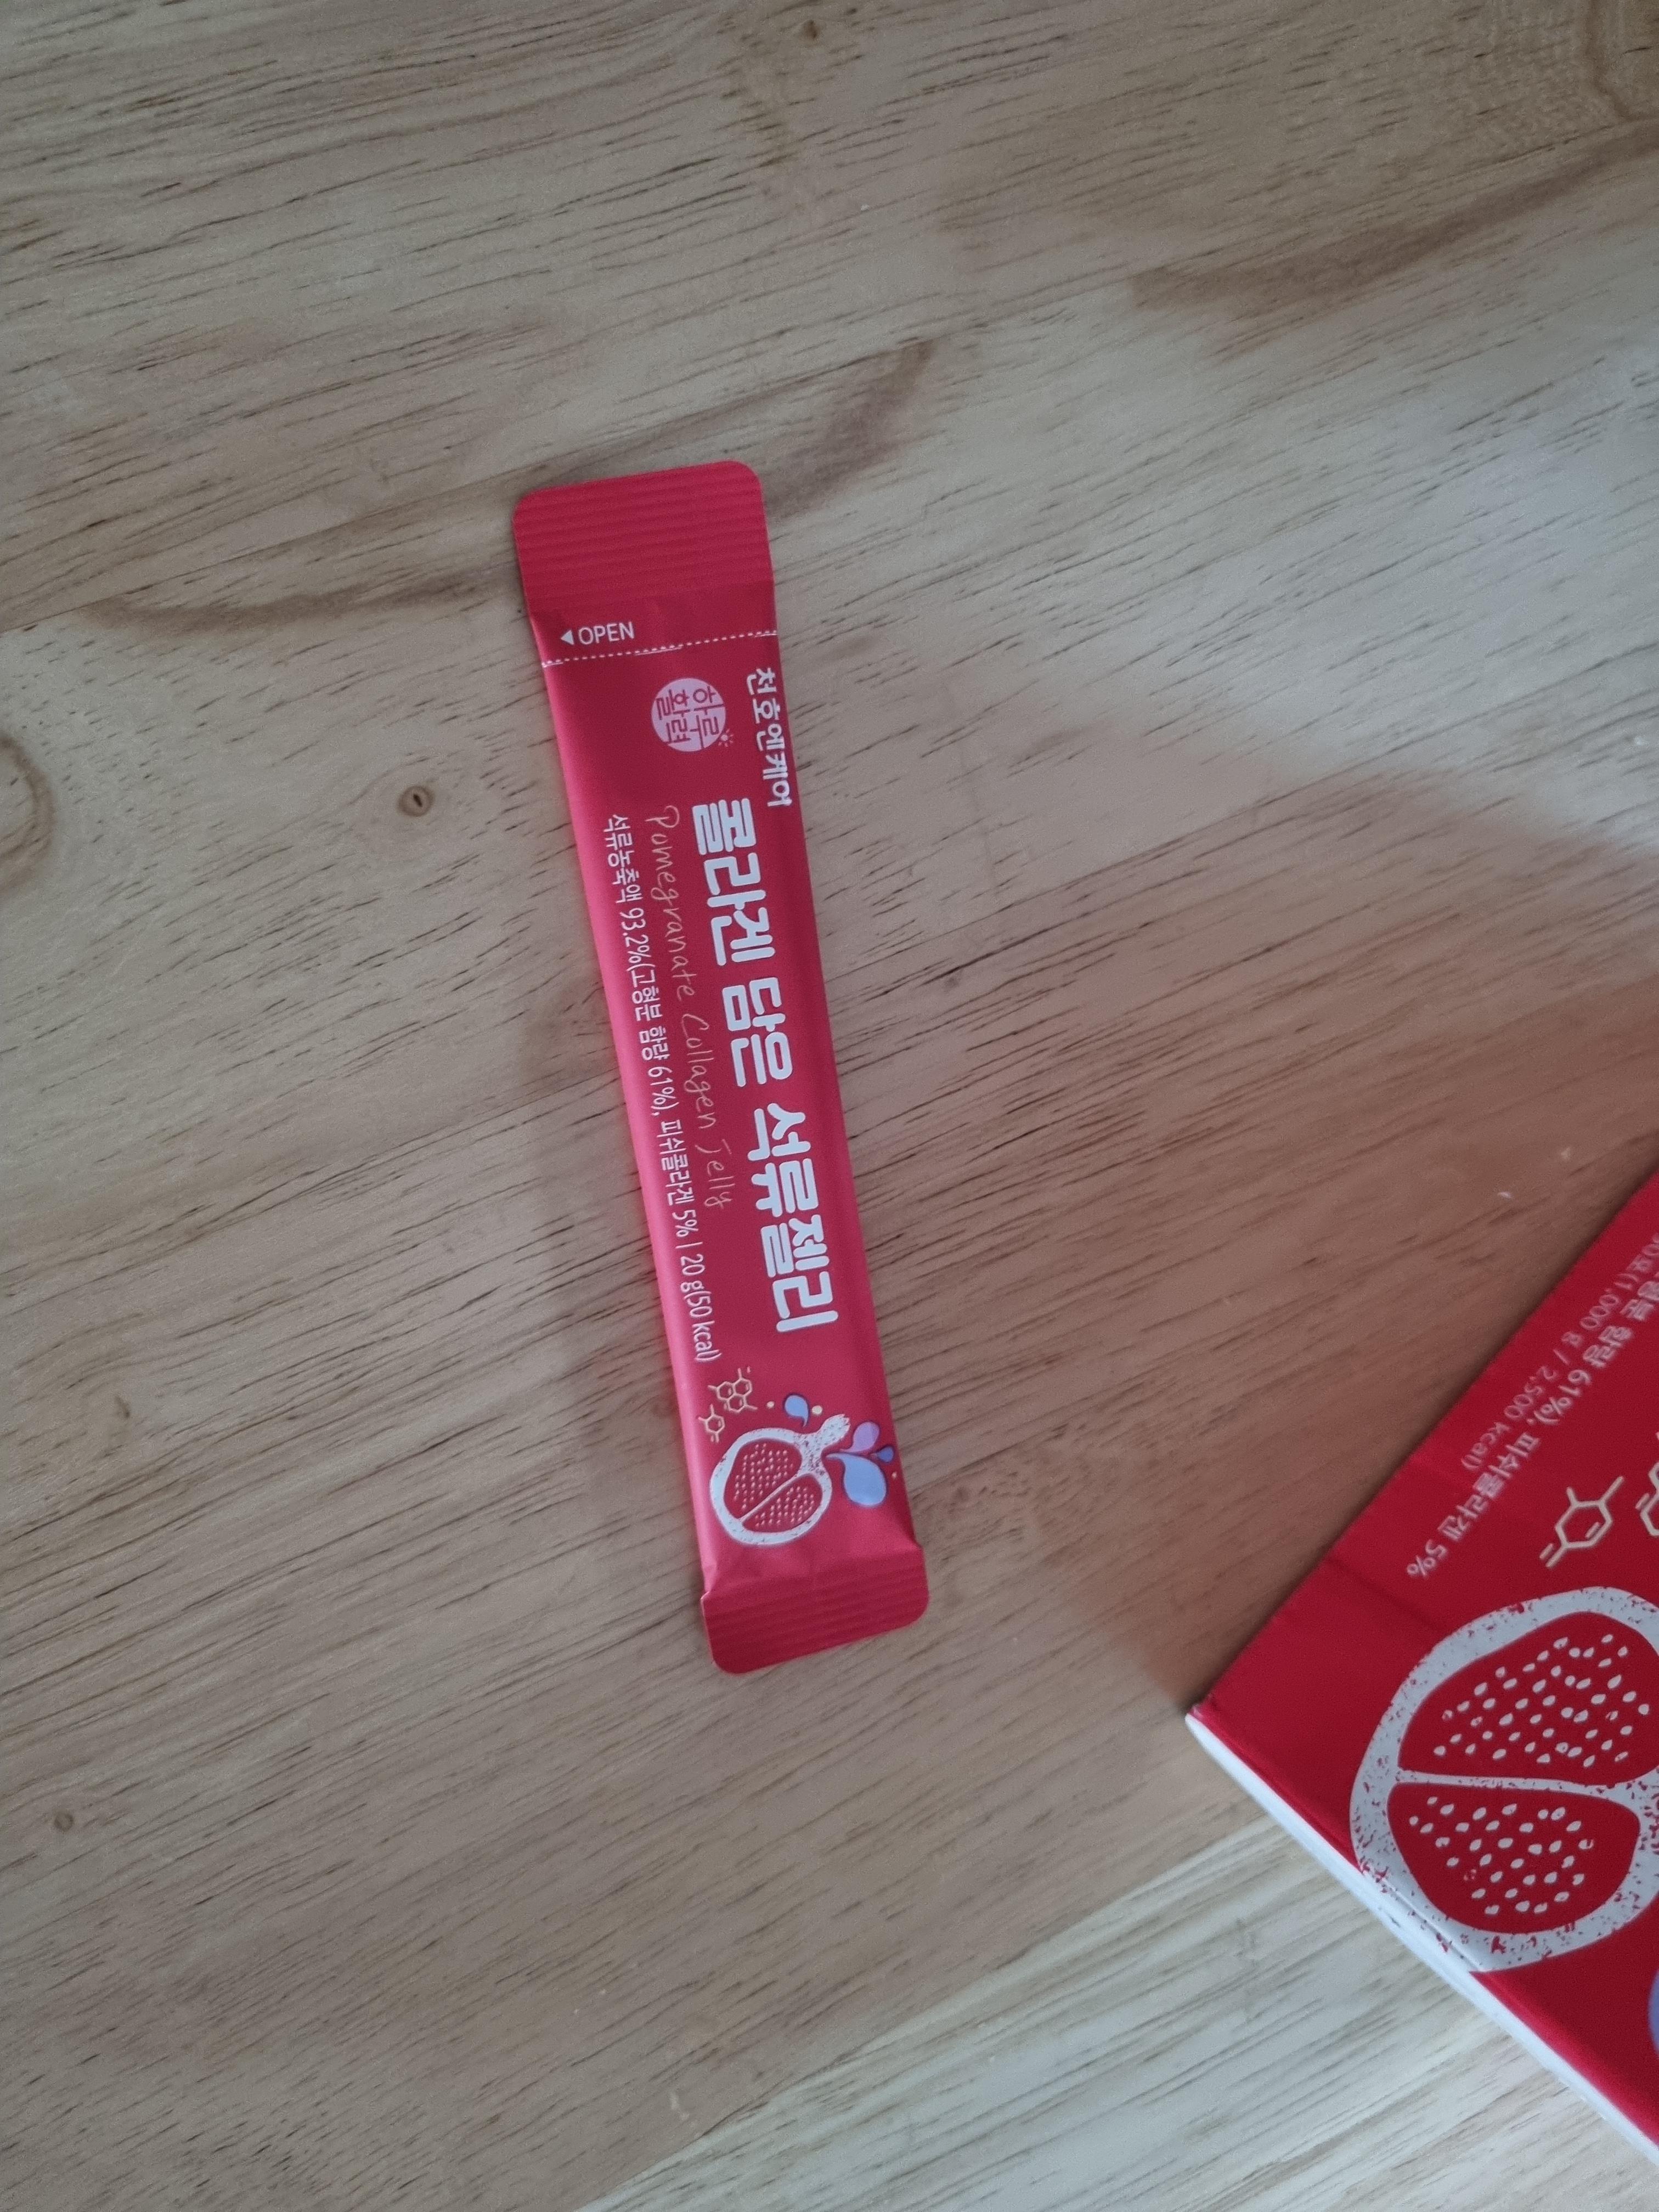 ◀OPEN
천호엔케어
하루
활력
콜라겐 담은 석류젤리
Pomegranate Collagen Jelly
석류농축액 93.2%(고형분 함량 61%), 피쉬콜라겐 5% | 20 g(50 kcal)
함량 61%), 피쉬콜라겐 5%
(1,000 g / 2,500 kcal)